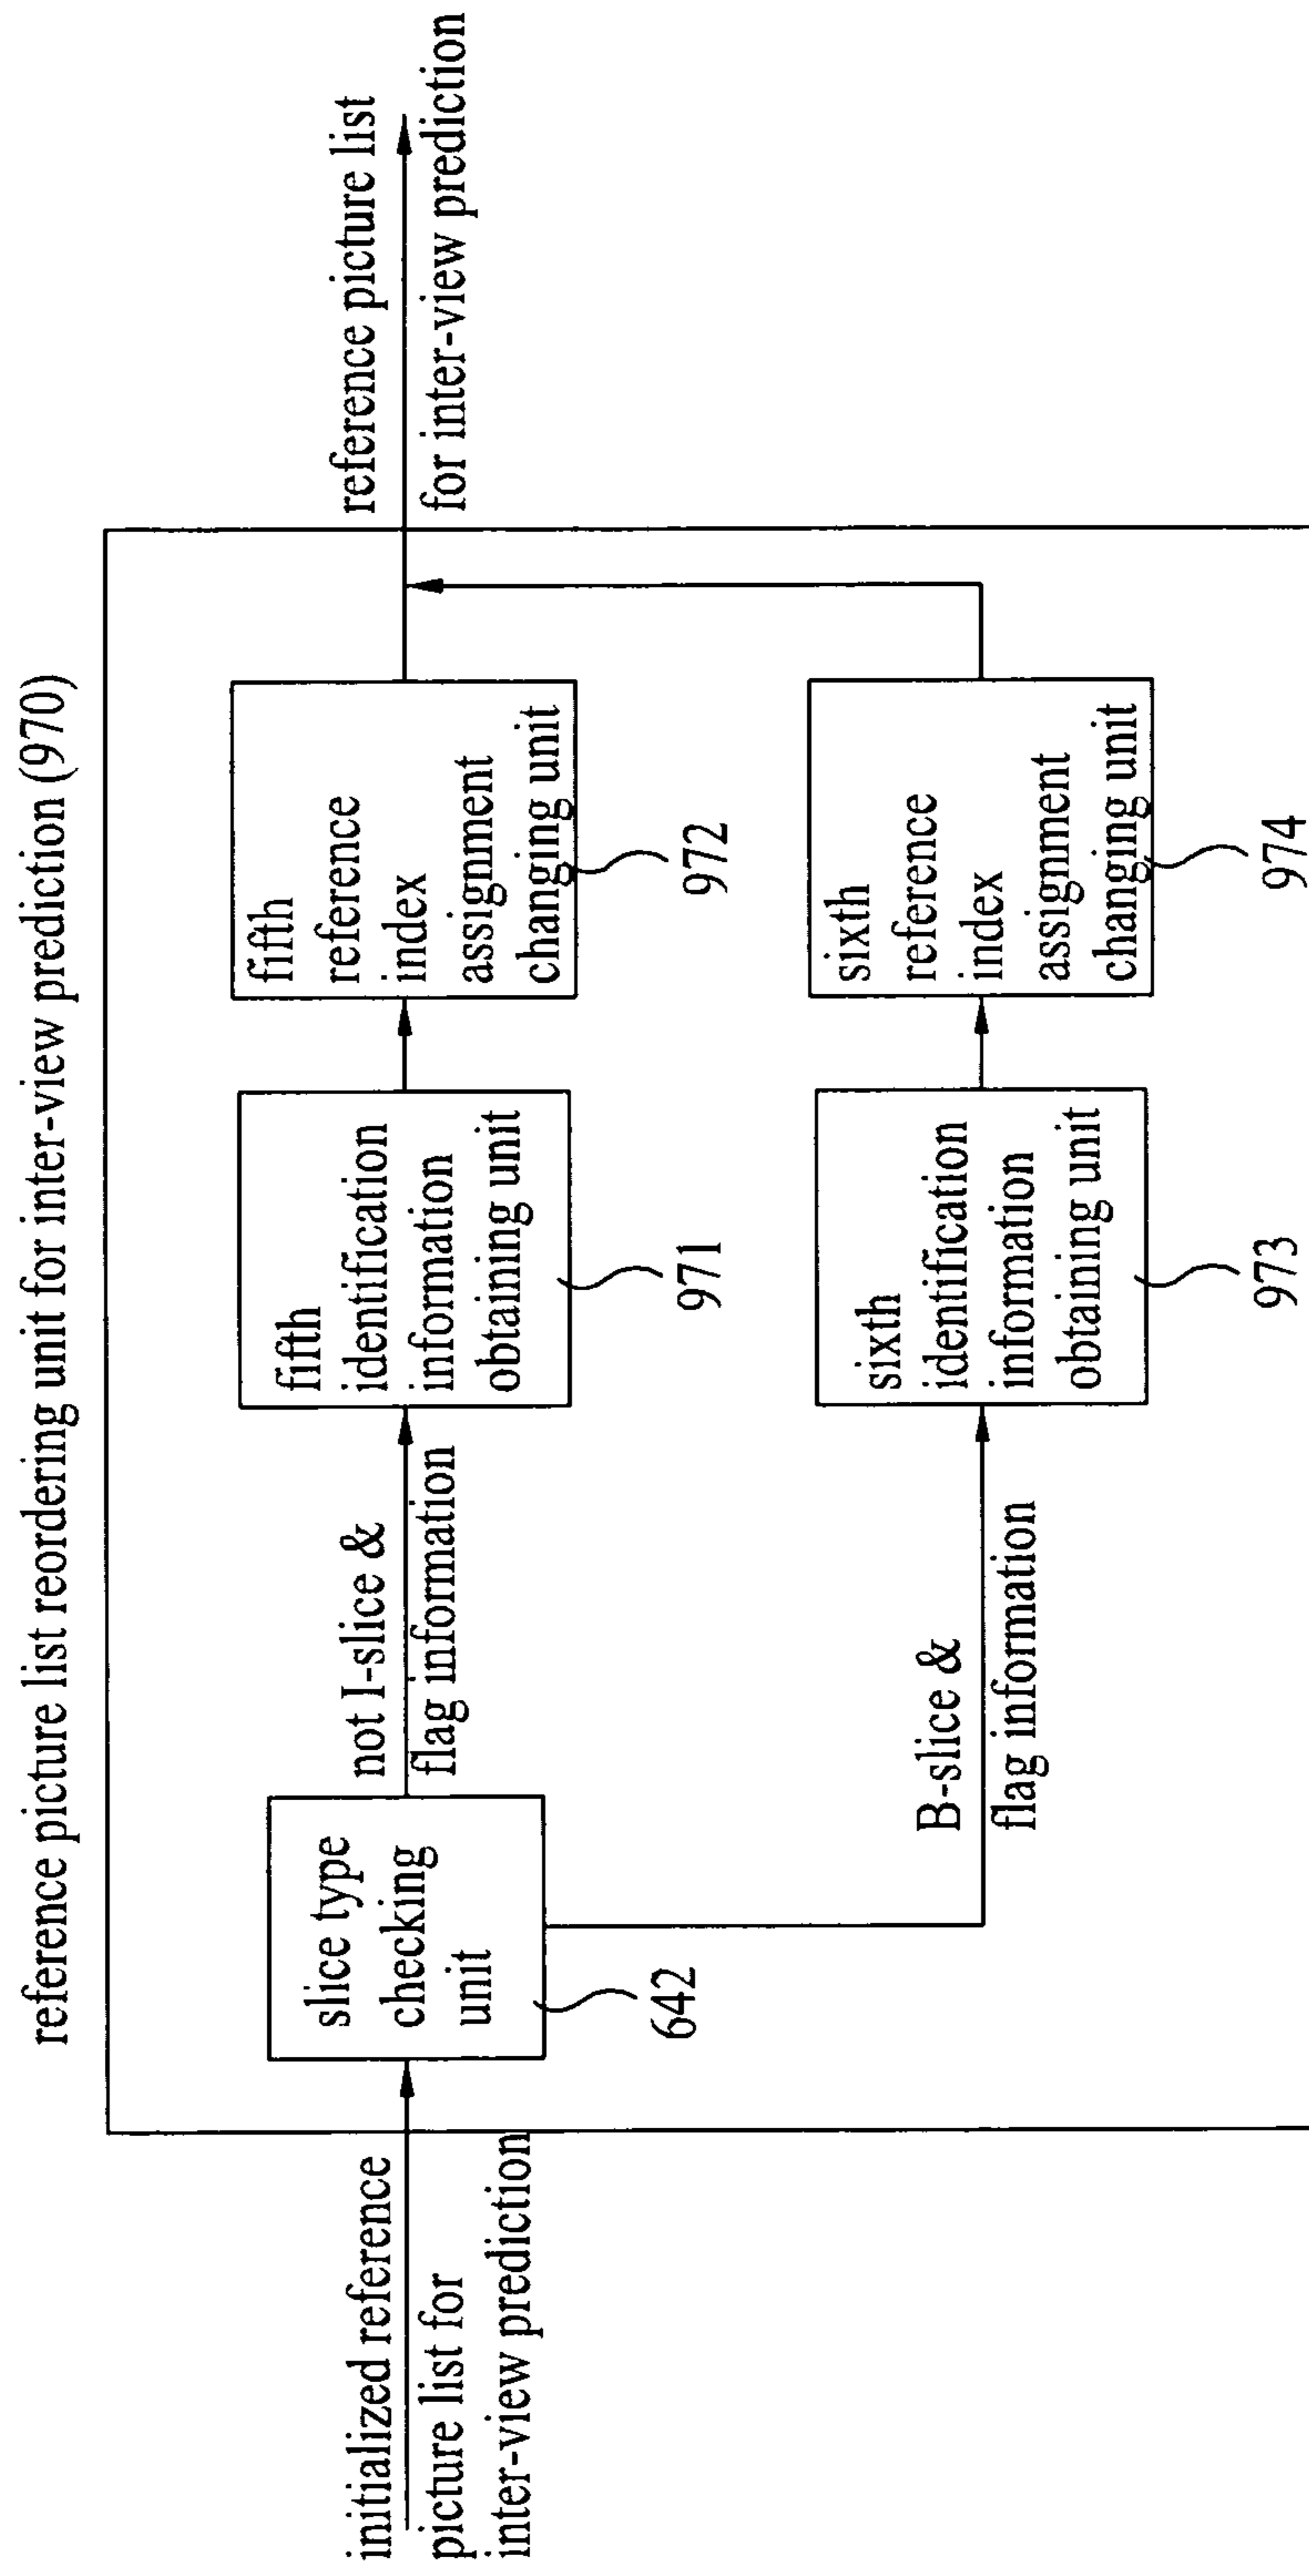 reference picture list reordering unit for inter-view prediction (970)
initialized reference
picture list for
inter-view prediction
slice type
checking
unit
642
not I-slice &
flag information
B-slice &
flag information
fifth
identification
information
obtaining unit
971
sixth
identification
information
obtaining unit
973
fifth
reference
index
assignment
changing unit
972
sixth
reference
index
assignment
changing unit
974
reference picture list
for inter-view prediction